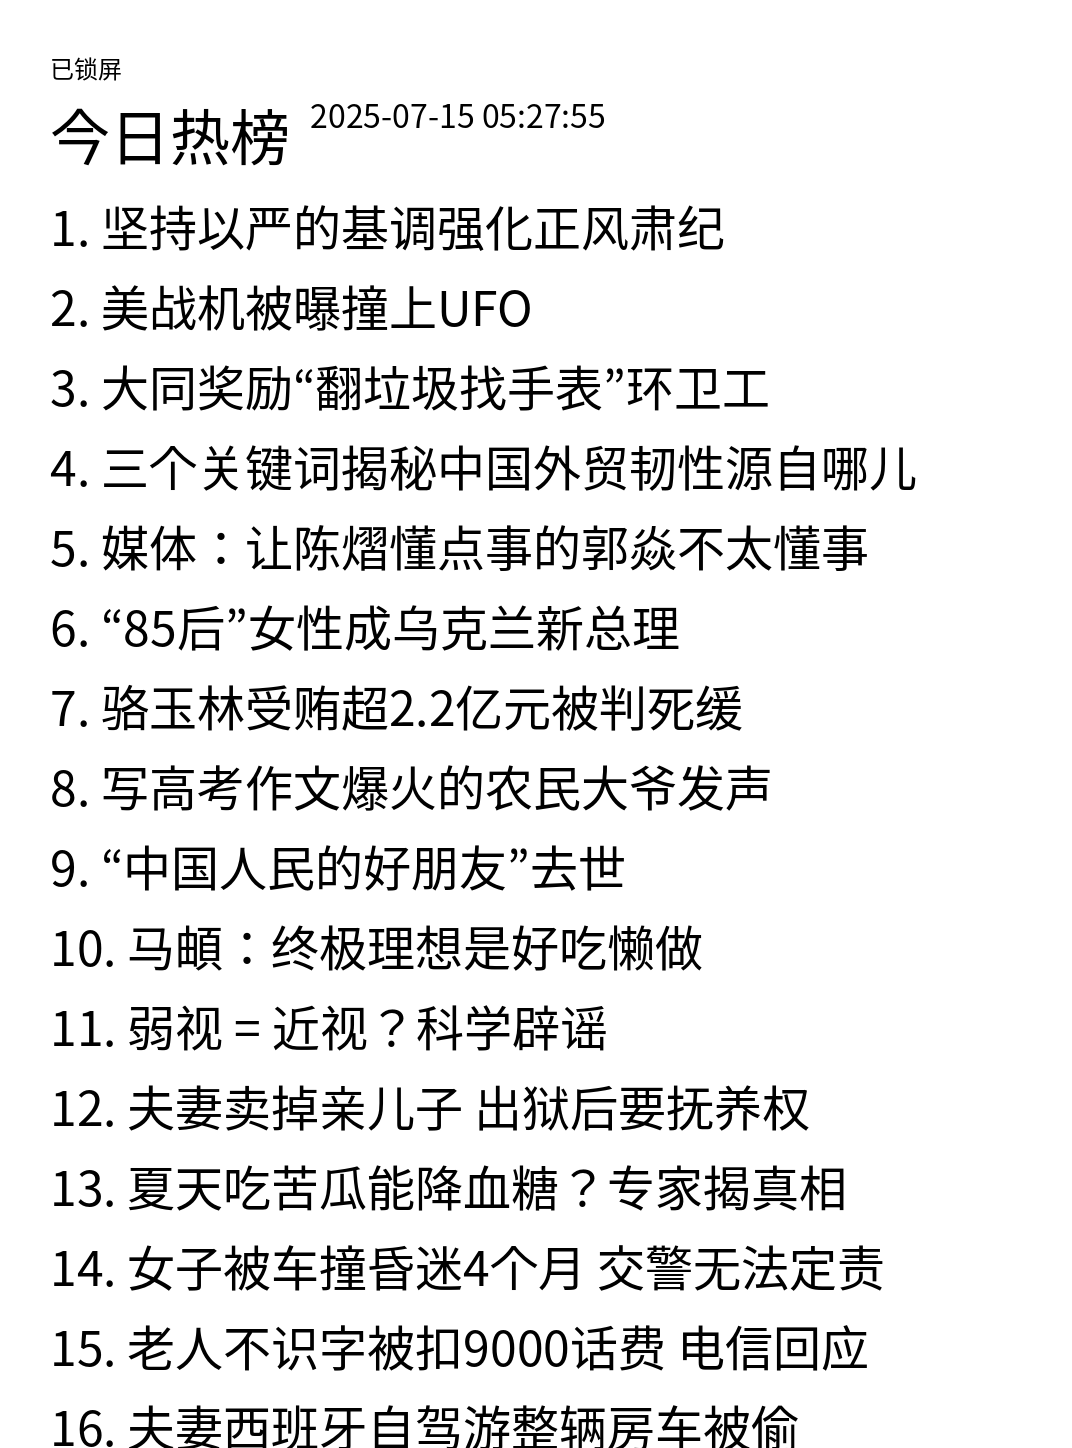 已锁屏
今日热榜 2025-07-15 05:27:55
1. 坚持以严的基调强化正风肃纪
2. 美战机被曝撞上UFO
3. 大同奖励“翻垃圾找手表”环卫工
4. 三个关键词揭秘中国外贸韧性源自哪儿
5. 媒体：让陈熠懂点事的郭焱不太懂事
6. “85后”女性成乌克兰新总理
7. 骆玉林受贿超2.2亿元被判死缓
8. 写高考作文爆火的农民大爷发声
9. “中国人民的好朋友”去世
10. 马頔：终极理想是好吃懒做
11. 弱视 = 近视？科学辟谣
12. 夫妻卖掉亲儿子 出狱后要抚养权
13. 夏天吃苦瓜能降血糖？专家揭真相
14. 女子被车撞昏迷4个月 交警无法定责
15. 老人不识字被扣9000话费 电信回应
16. 夫妻西班牙自驾游整辆房车被偷